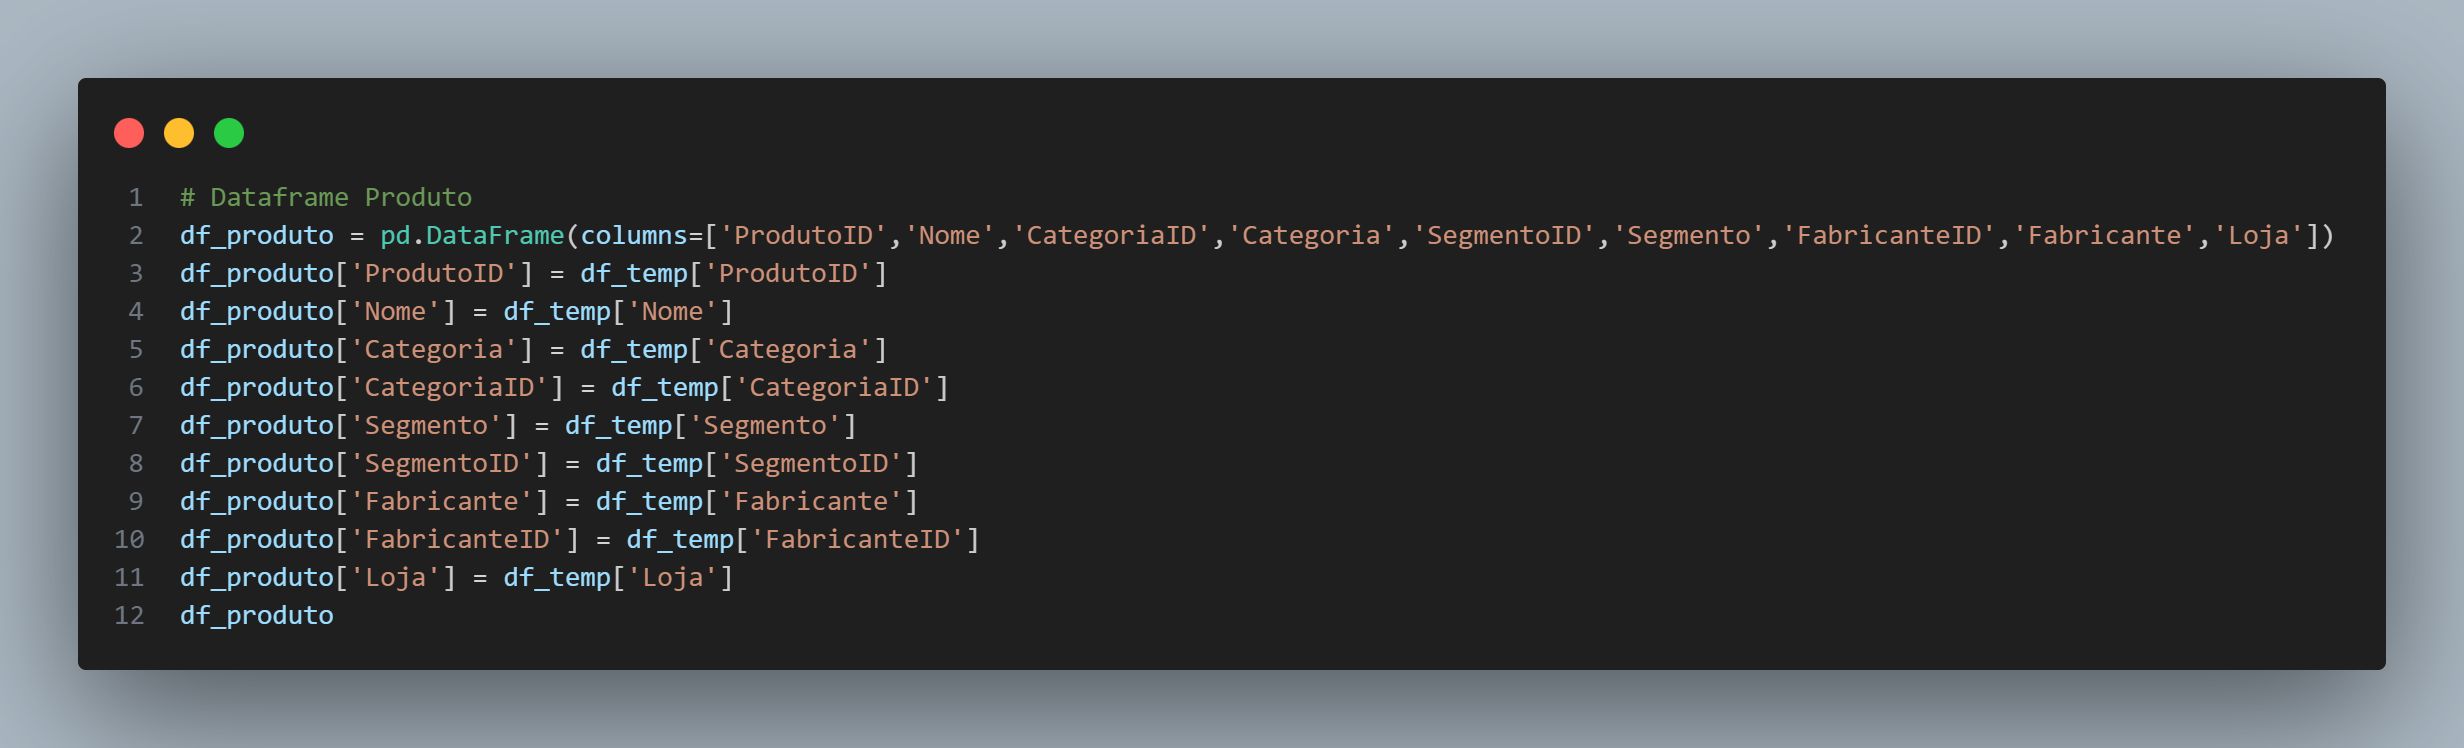 1 # Dataframe Produto
2 df_produto = pd.DataFrame(columns=['ProdutoID','Nome','CategoriaID','Categoria','SegmentoID','Segmento','FabricanteID','Fabricante','Loja'])
3 df_produto['ProdutoID'] = df_temp['ProdutoID']
4 df_produto['Nome'] = df_temp['Nome']
5 df_produto['Categoria'] = df_temp['Categoria']
6 df_produto['CategoriaID'] = df_temp['CategoriaID']
7 df_produto['Segmento'] = df_temp['Segmento']
8 df_produto['SegmentoID'] = df_temp['SegmentoID']
9 df_produto['Fabricante'] = df_temp['Fabricante']
10 df_produto['FabricanteID'] = df_temp['FabricanteID']
11 df_produto['Loja'] = df_temp['Loja']
12 df_produto